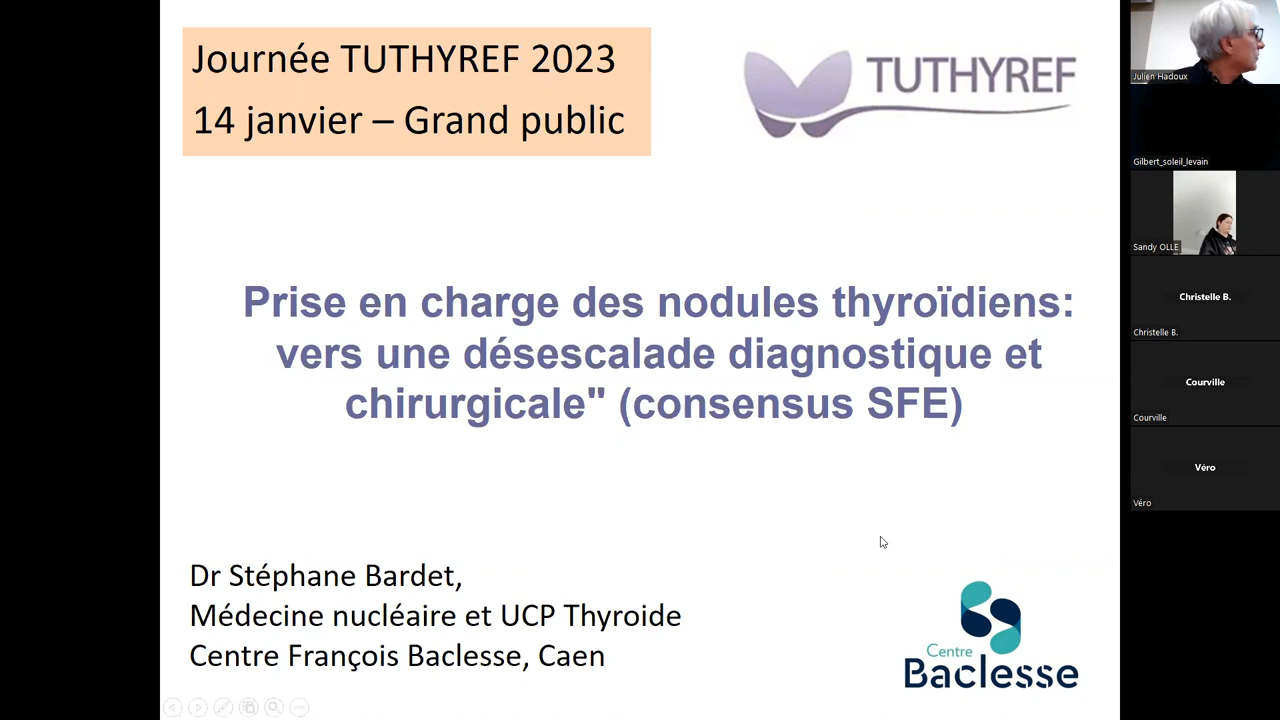 Journée TUTHYREF 2023
14 janvier – Grand public
TUTHYREF
Prise en charge des nodules thyroïdiens:
vers une désescalade diagnostique et
chirurgicale" (consensus SFE)
Dr Stéphane Bardet,
Médecine nucléaire et UCP Thyroide
Centre François Baclesse, Caen
Centre
Baclesse
Julien Hadoux
Gilbert_soleil_levain
Sandy OLLE
Christelle B.
Christelle B.
Courville
Courville
Véro
Véro